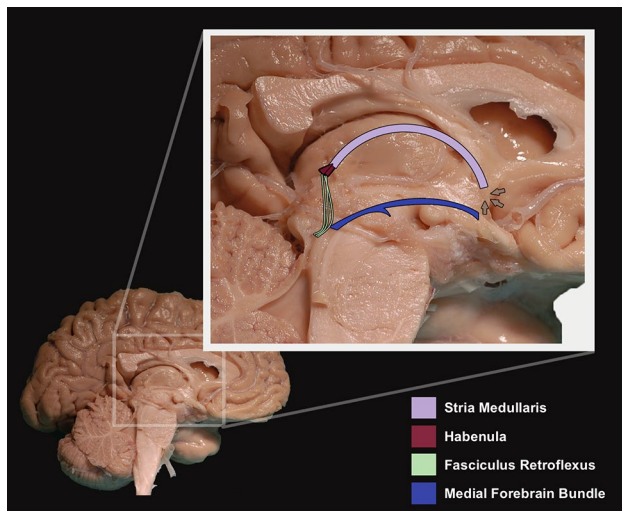 Stria Medullaris
Habenula
Fasciculus Retroflexus
Medial Forebrain Bundle